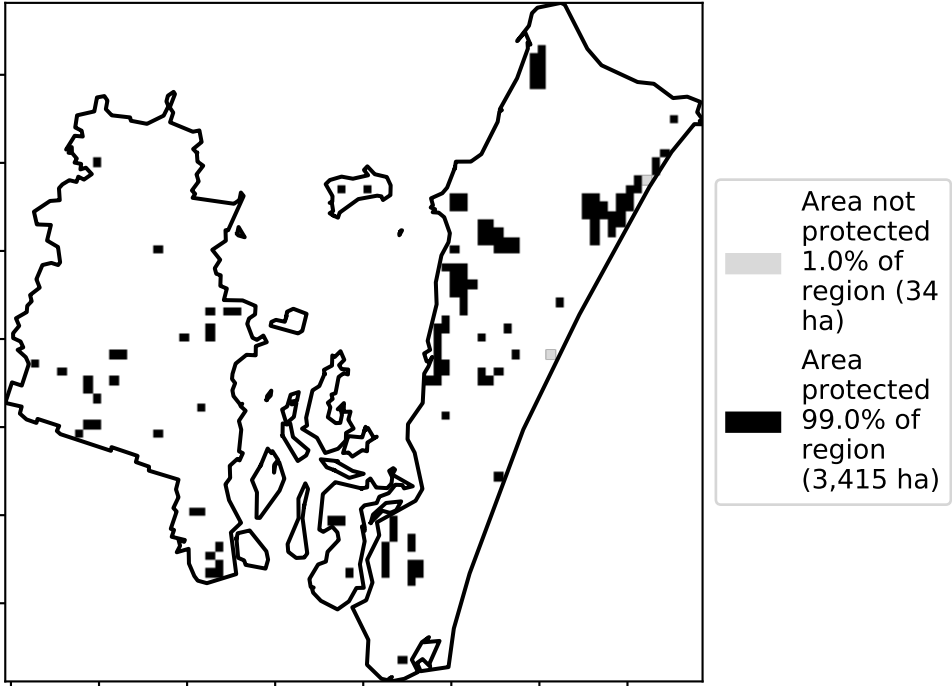 Area not
protected
1.0% of
region (34
ha)
Area
protected
99.0% of
region
(3,415 ha)